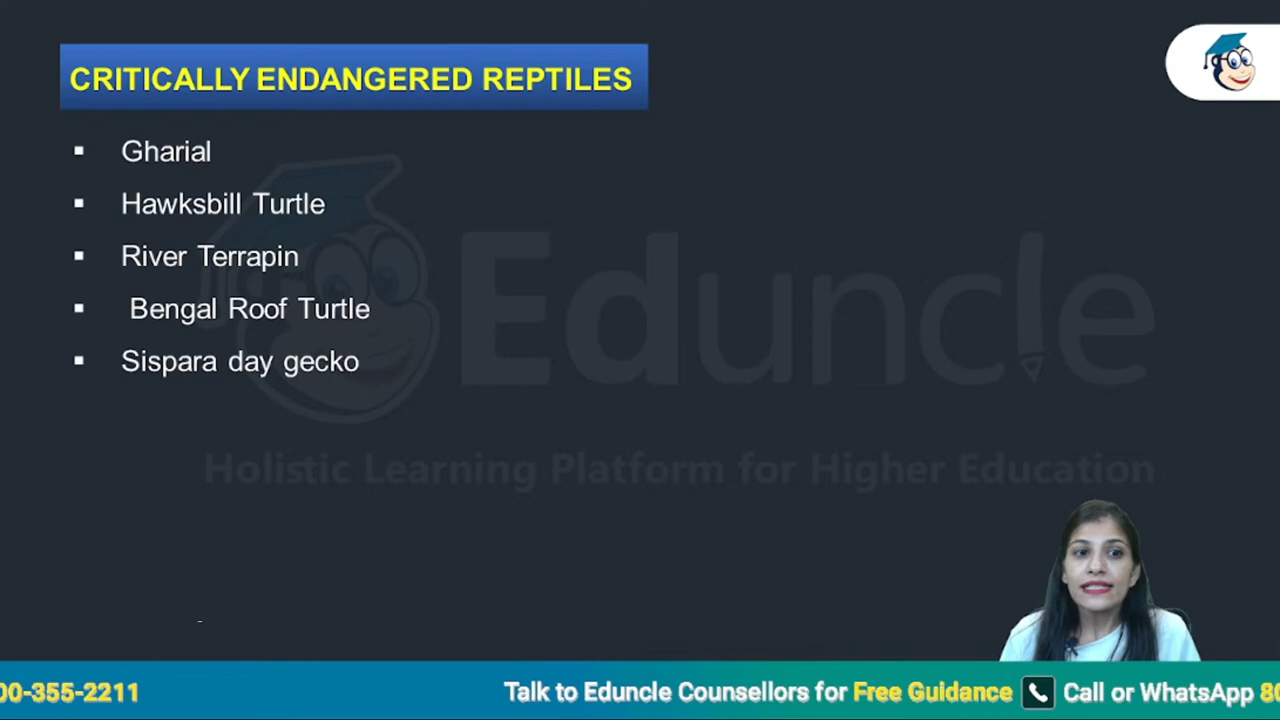 CRITICALLY ENDANGERED REPTILES
▪ Gharial
▪ Hawksbill Turtle
▪ River Terrapin
▪ Bengal Roof Turtle
▪ Sispara day gecko
Eduncle
Holistic Learning Platform for Higher Education
00-355-2211 Talk to Eduncle Counsellors for Free Guidance Call or WhatsApp 80